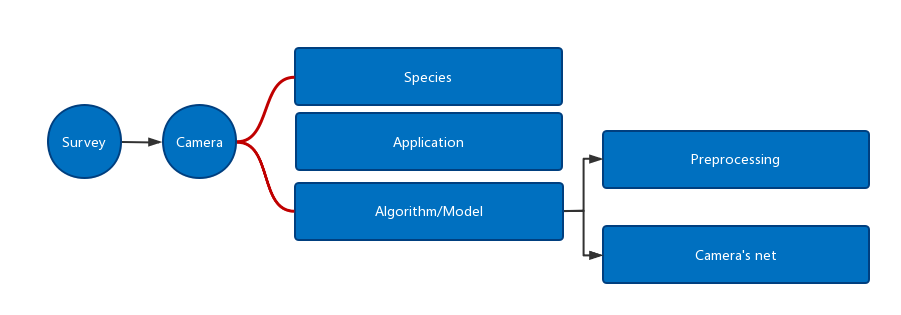 Survey
Camera
Species
Application
Algorithm/Model
Preprocessing
Camera's net